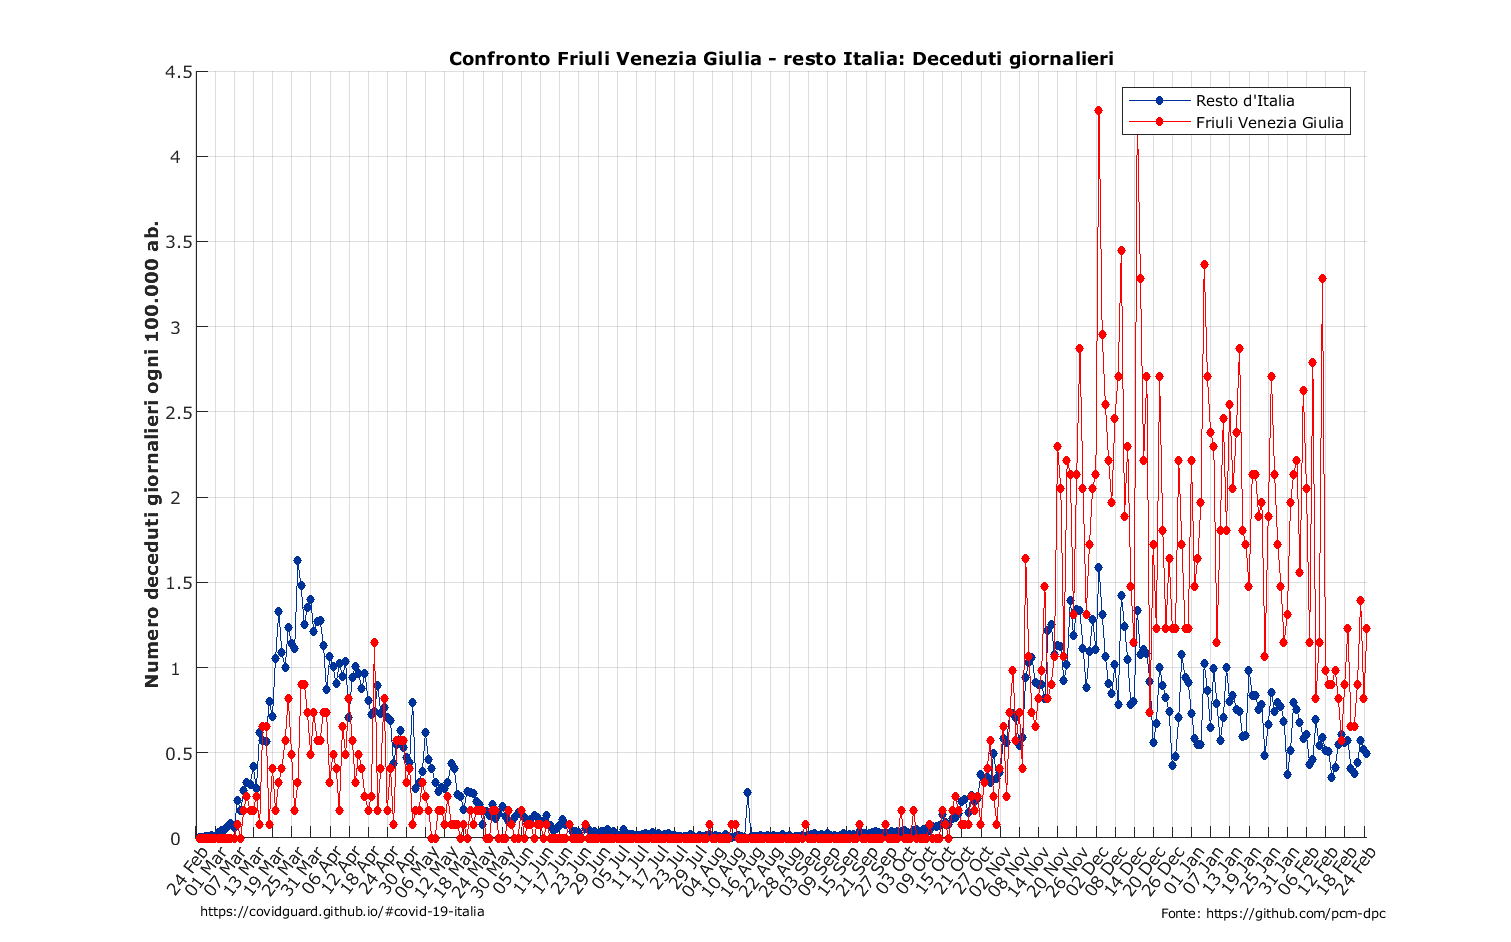 Confronto Friuli Venezia Giulia - resto Italia: Deceduti giornalieri
Resto d'Italia
Friuli Venezia Giulia
Numero deceduti giornalieri ogni 100.000 ab.
4.5
4
3.5
3
2.5
2
1.5
1
0.5
0
24 Feb
01 Mar
07 Mar
13 Mar
19 Mar
25 Mar
31 Mar
06 Apr
12 Apr
18 Apr
24 Apr
30 Apr
06 May
12 May
18 May
24 May
30 May
05 Jun
11 Jun
17 Jun
23 Jun
29 Jun
05 Jul
11 Jul
17 Jul
23 Jul
29 Jul
04 Aug
10 Aug
16 Aug
22 Aug
28 Aug
03 Sep
09 Sep
15 Sep
21 Sep
27 Sep
03 Oct
09 Oct
15 Oct
21 Oct
27 Oct
02 Nov
08 Nov
14 Nov
20 Nov
26 Nov
02 Dec
08 Dec
14 Dec
20 Dec
26 Dec
01 Jan
07 Jan
13 Jan
19 Jan
25 Jan
31 Jan
06 Feb
12 Feb
18 Feb
24 Feb
https://covidguard.github.io/#covid-19-italia
Fonte: https://github.com/pcm-dpc